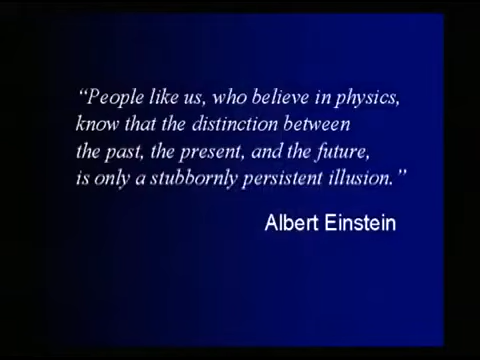 “People like us, who believe in physics,
know that the distinction between
the past, the present, and the future,
is only a stubbornly persistent illusion.”
Albert Einstein